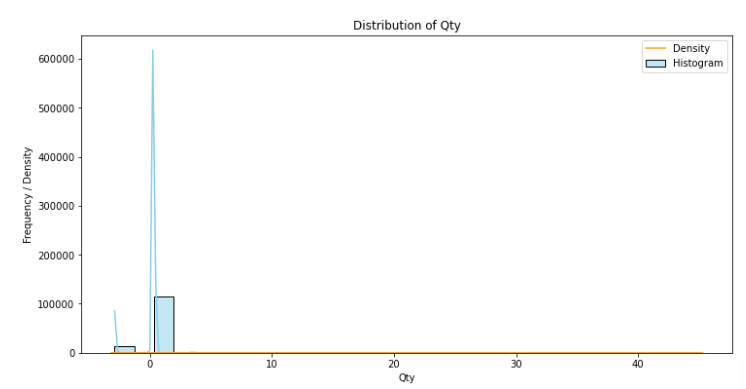 Distribution of Qty
Density
Histogram
600000
500000
400000
300000
200000
100000
0
Frequency / Density
0 10 20 30 40
Qty